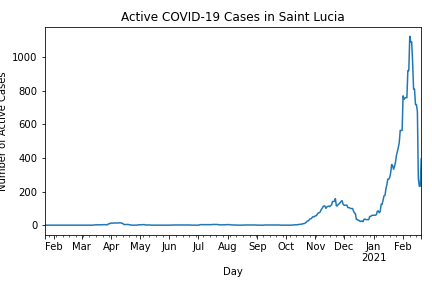 Active COVID-19 Cases in Saint Lucia
Number of Active Cases
1000
800
600
400
200
0
Feb Mar Apr May Jun Jul Aug Sep Oct Nov Dec Jan Feb
2021
Day